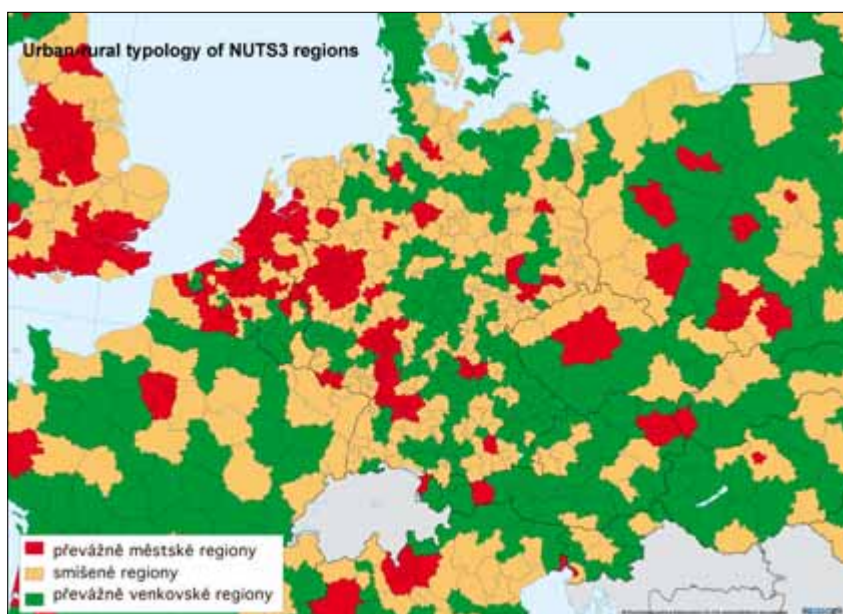 Urban-rural typology of NUTS3 regions
převážně městské regiony
smíšené regiony
převážně venkovské regiony